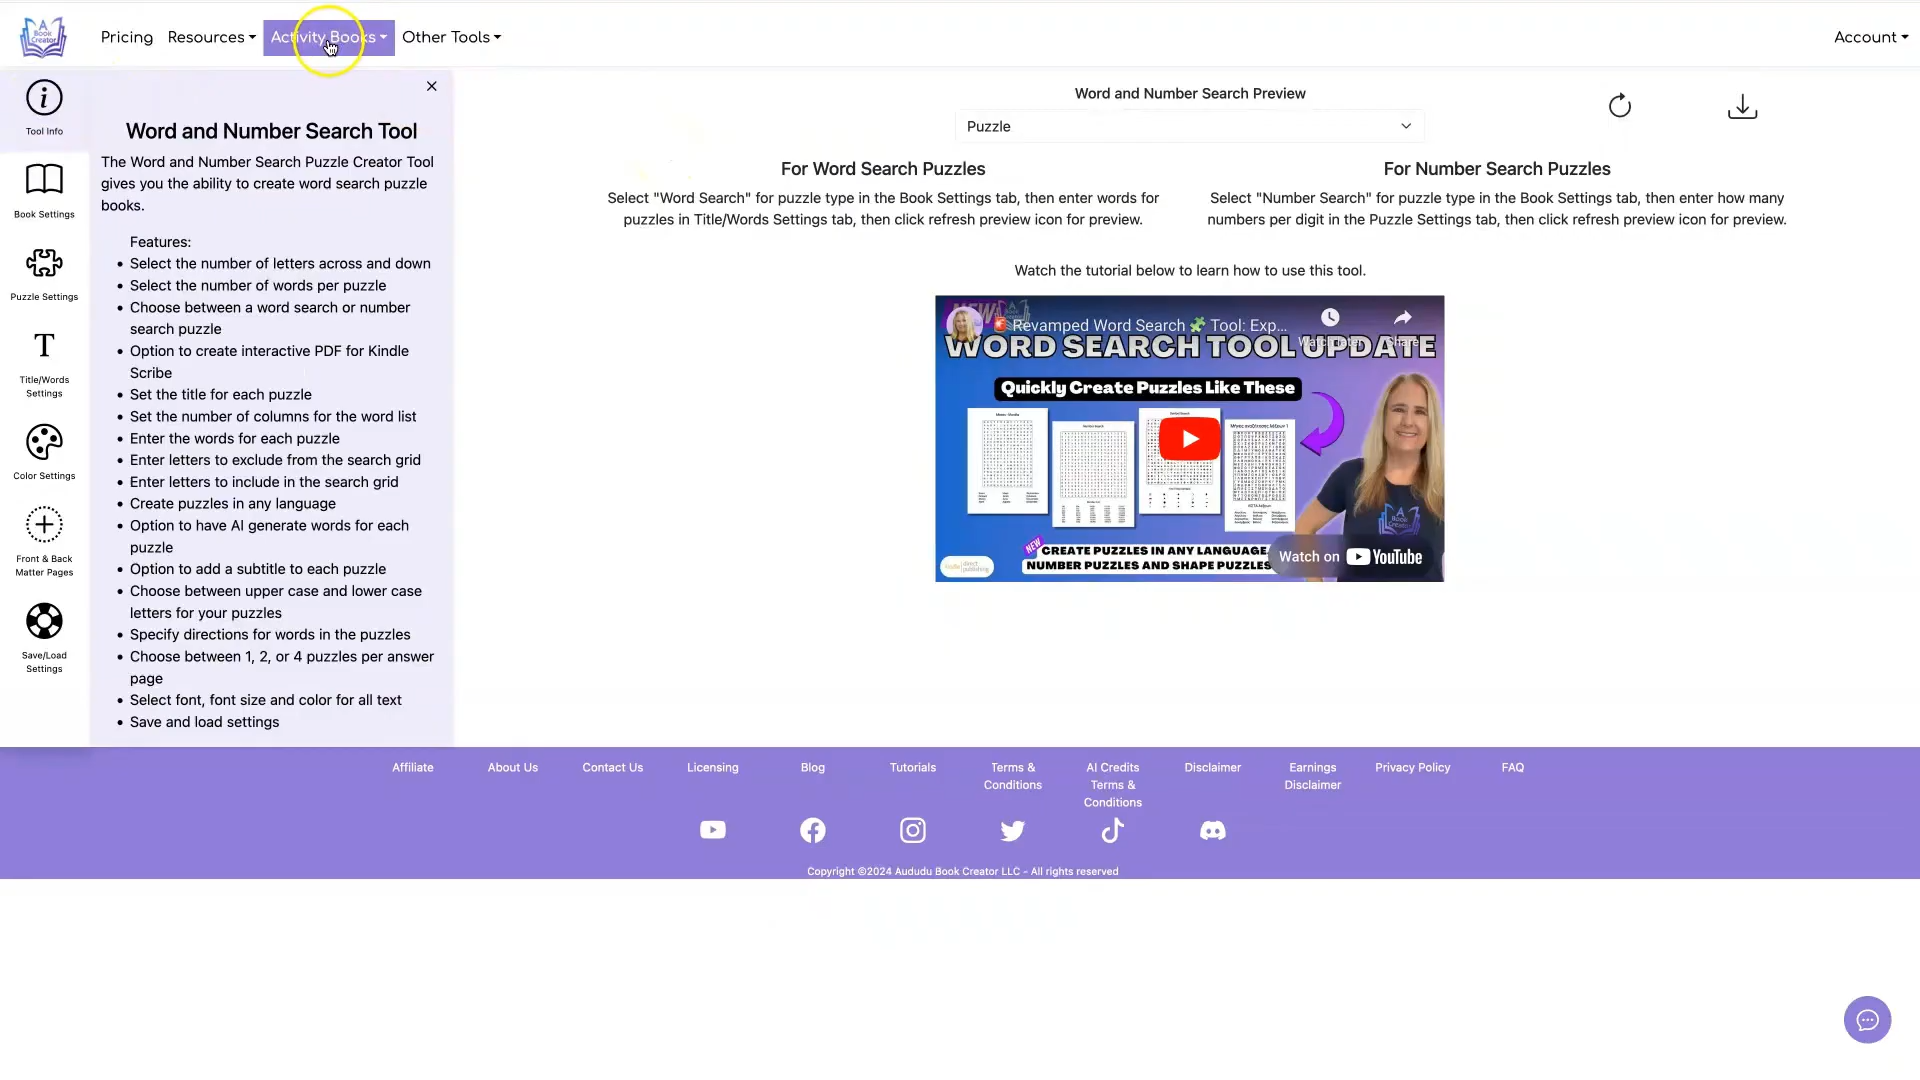 A
Book
Creator
Pricing
Resources
Activity Books
Other Tools
Account
Tool Info
Book Settings
Puzzle Settings
T
Title/Words
Settings
Color Settings
Front & Back
Matter Pages
Save/Load
Settings
Word and Number Search Tool
The Word and Number Search Puzzle Creator Tool
gives you the ability to create word search puzzle
books.
Features:
Select the number of letters across and down
Select the number of words per puzzle
Choose between a word search or number
search puzzle
Option to create interactive PDF for Kindle
Scribe
Set the title for each puzzle
Set the number of columns for the word list
Enter the words for each puzzle
Enter letters to exclude from the search grid
Enter letters to include in the search grid
Create puzzles in any language
Option to have AI generate words for each
puzzle
Option to add a subtitle to each puzzle
Choose between upper case and lower case
letters for your puzzles
Specify directions for words in the puzzles
Choose between 1, 2, or 4 puzzles per answer
page
Select font, font size and color for all text
Save and load settings
Word and Number Search Preview
Puzzle
For Word Search Puzzles
Select "Word Search" for puzzle type in the Book Settings tab, then enter words for
puzzles in Title/Words Settings tab, then click refresh preview icon for preview.
For Number Search Puzzles
Select "Number Search" for puzzle type in the Book Settings tab, then enter how many
numbers per digit in the Puzzle Settings tab, then click refresh preview icon for preview.
Watch the tutorial below to learn how to use this tool.
NEW
Revamped Word Search Tool: Exp...
Watch later
Share
WORD SEARCH TOOL UPDATE
Quickly Create Puzzles Like These
NEW
CREATE PUZZLES IN ANY LANGUAGE
NUMBER PUZZLES AND SHAPE PUZZLES
Watch on YouTube
Affiliate
About Us
Contact Us
Licensing
Blog
Tutorials
Terms &
Conditions
AI Credits
Terms &
Conditions
Disclaimer
Earnings
Disclaimer
Privacy Policy
FAQ
Copyright ©2024 Aududu Book Creator LLC - All rights reserved